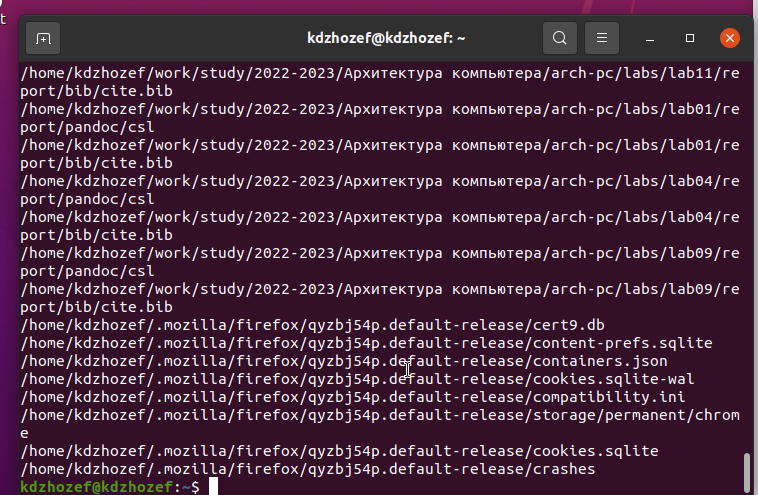 t
kdzhozef@kdzhozef: ~
/home/kdzhozef/work/study/2022-2023/Архитектура компьютера/arch-pc/labs/lab11/re
port/bib/cite.bib
/home/kdzhozef/work/study/2022-2023/Архитектура компьютера/arch-pc/labs/lab01/re
port/pandoc/csl
/home/kdzhozef/work/study/2022-2023/Архитектура компьютера/arch-pc/labs/lab01/re
port/bib/cite.bib
/home/kdzhozef/work/study/2022-2023/Архитектура компьютера/arch-pc/labs/lab04/re
port/pandoc/csl
/home/kdzhozef/work/study/2022-2023/Архитектура компьютера/arch-pc/labs/lab04/re
port/bib/cite.bib
/home/kdzhozef/work/study/2022-2023/Архитектура компьютера/arch-pc/labs/lab09/re
port/pandoc/csl
/home/kdzhozef/work/study/2022-2023/Архитектура компьютера/arch-pc/labs/lab09/re
port/bib/cite.bib
/home/kdzhozef/.mozilla/firefox/qyzbj54p.default-release/cert9.db
/home/kdzhozef/.mozilla/firefox/qyzbj54p.default-release/content-prefs.sqlite
/home/kdzhozef/.mozilla/firefox/qyzbj54p.default-release/containers.json
/home/kdzhozef/.mozilla/firefox/qyzbj54p.default-release/cookies.sqlite-wal
/home/kdzhozef/.mozilla/firefox/qyzbj54p.default-release/compatibility.ini
/home/kdzhozef/.mozilla/firefox/qyzbj54p.default-release/storage/permanent/chrom
e
/home/kdzhozef/.mozilla/firefox/qyzbj54p.default-release/cookies.sqlite
/home/kdzhozef/.mozilla/firefox/qyzbj54p.default-release/crashes
kdzhozef@kdzhozef:~$